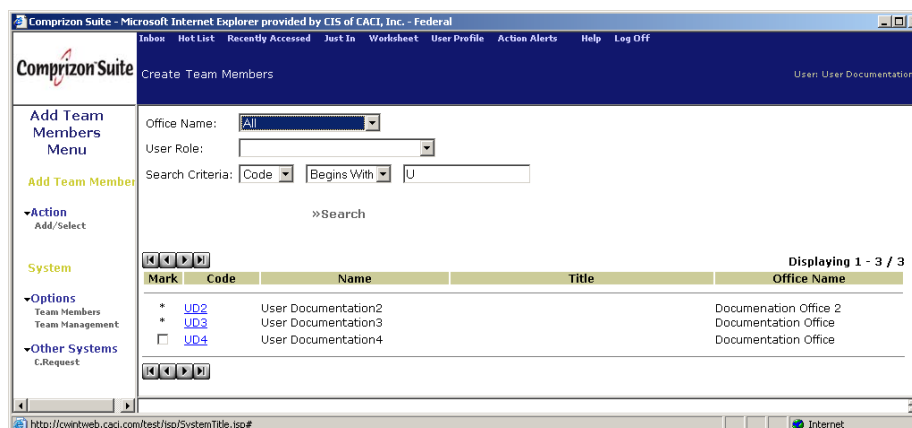 Comprizon Suite - Microsoft Internet Explorer provided by CIS of CACI, Inc. - Federal
Inbox HotList Recently Accessed Just In Worksheet User Profile Action Alerts Help Log Off
Comprizon Suite
Create Team Members
User: User Documentation
Add Team
Members
Menu
Add Team Member
Action
Add/Select
System
Options
Team Members
Team Management
Other Systems
C.Request
Office Name: All
User Role:
Search Criteria: Code Begins With U
»Search
Displaying 1 - 3 / 3
Mark Code Name Title Office Name
* UD2 User Documentation2 Documenation Office 2
* UD3 User Documentation3 Documentation Office
UD4 User Documentation4 Documentation Office
http://cwintweb.caci.com/test/jsp/SystemTitle.jsp#
Internet